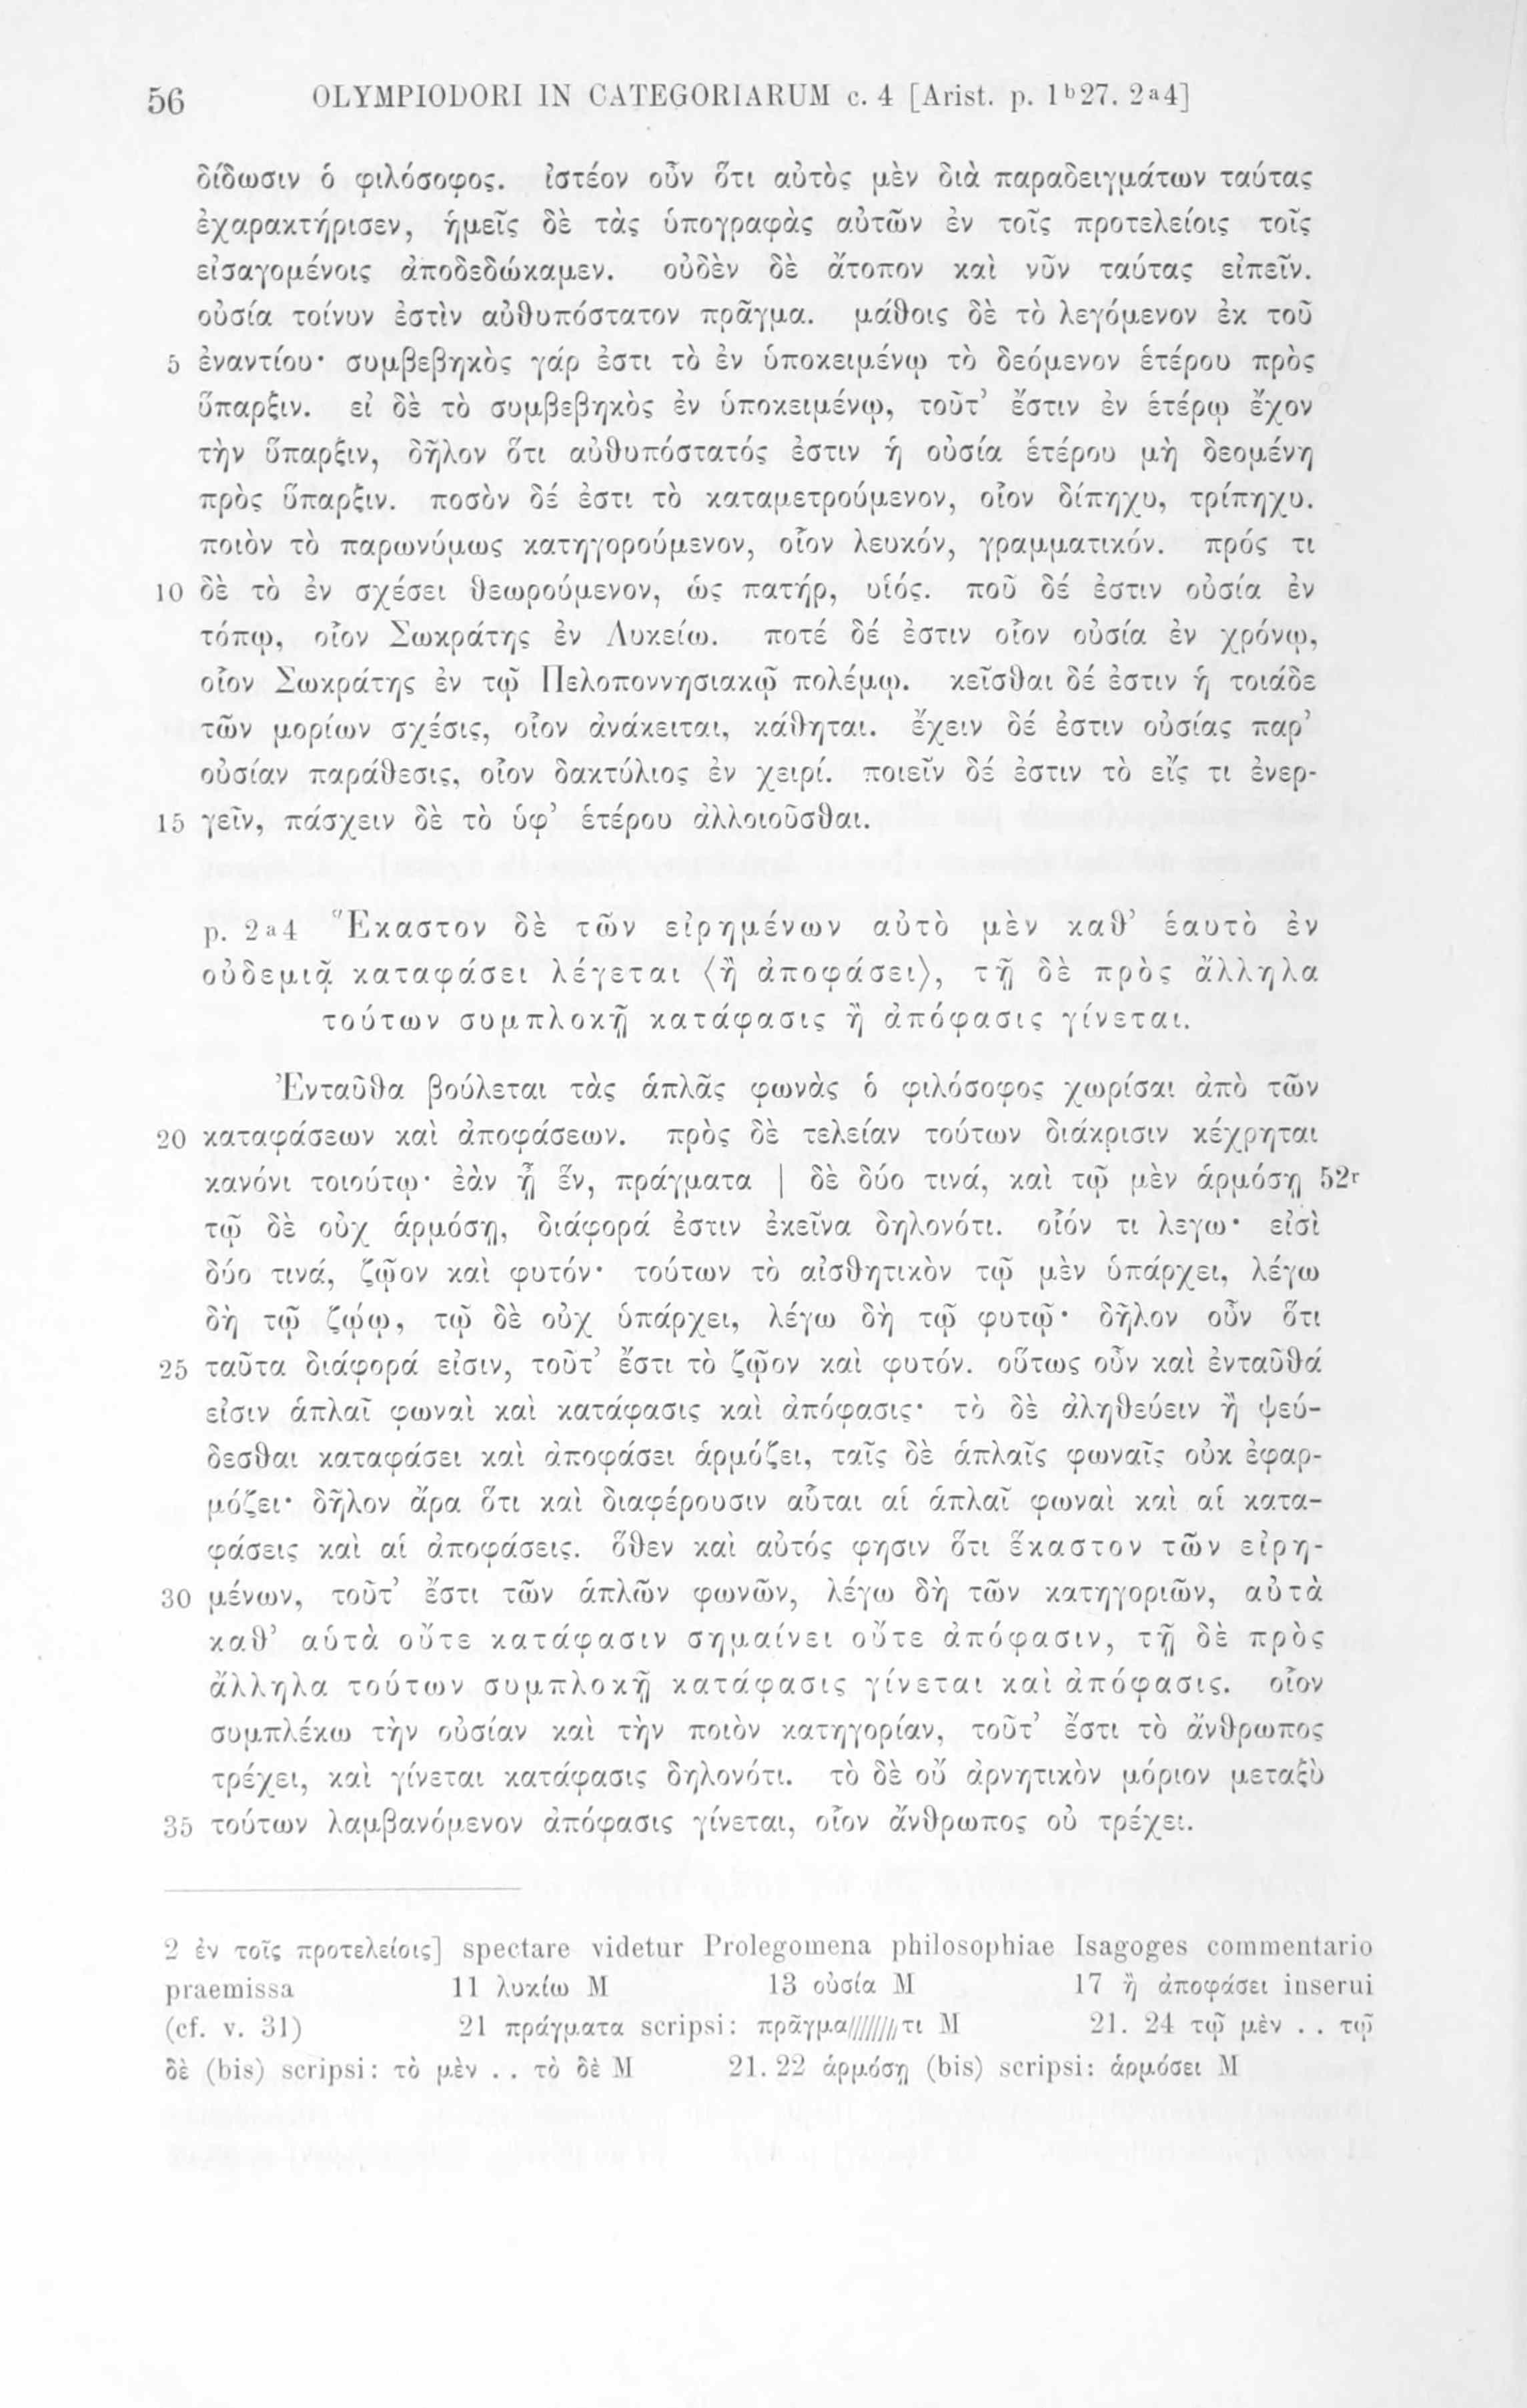 56 OLYMPIODORI IN CATEGORIARUM c. 4 [Arist. p. 1b27. 2a4]
δίδωσιν ὁ φιλόσοφος. ἰστέον οὖν ὅτι αὐτὸς μὲν διὰ παραδειγμάτων ταύτας
ἐχαρακτήρισεν, ἡμεῖς δὲ τὰς ὑπογραφὰς αὐτῶν ἐν τοῖς προτελείοις τοῖς
εἰσαγομένοις ἀποδεδώκαμεν. οὐδὲν δὲ ἄτοπον καὶ νῦν ταύτας εἰπεῖν.
οὐσία τοίνυν ἐστὶν αὐθυπόστατον πρᾶγμα. μάθοις δὲ τὸ λεγόμενον ἐκ τοῦ
5 ἐναντίου· συμβεβηκὸς γάρ ἐστι τὸ ἐν ὑποκειμένῳ τὸ δεόμενον ἑτέρου πρὸς
ὕπαρξιν. εἰ δὲ τὸ συμβεβηκὸς ἐν ὑποκειμένῳ, τοῦτ’ ἔστιν ἐν ἑτέρῳ ἔχον
τὴν ὕπαρξιν, δῆλον ὅτι αὐθυπόστατός ἐστιν ἡ οὐσία ἑτέρου μὴ δεομένη
πρὸς ὕπαρξιν. ποσὸν δέ ἐστι τὸ καταμετρούμενον, οἷον δίπηχυ, τρίπηχυ.
ποιὸν τὸ παρωνύμως κατηγορούμενον, οἷον λευκόν, γραμματικόν. πρός τι
10 δὲ τὸ ἐν σχέσει θεωρούμενον, ὡς πατήρ, υἱός. ποῦ δέ ἐστιν οὐσία ἐν
τόπῳ, οἷον Σωκράτης ἐν Λυκείω. ποτέ δέ ἐστιν οἷον οὐσία ἐν χρόνῳ,
οἷον Σωκράτης ἐν τῷ Πελοποννησιακῷ πολέμῳ. κεῖσθαι δέ ἐστιν ἡ τοιάδε
τῶν μορίων σχέσις, οἷον ἀνάκειται, κάθηται. ἔχειν δέ ἐστιν οὐσίας παρ’
οὐσίαν παράθεσις, οἷον δακτύλιος ἐν χειρί. ποιεῖν δέ ἐστιν τὸ εἴς τι ἐνερ-
15 γεῖν, πάσχειν δὲ τὸ ὑφ’ ἑτέρου ἀλλοιοῦσθαι.
p. 2a4 Ἕκαστον δὲ τῶν εἰρημένων αὐτὸ μὲν καθ’ ἑαυτὸ ἐν
οὐδεμιᾷ καταφάσει λέγεται ⟨ἢ ἀποφάσει⟩, τῇ δὲ πρὸς ἄλληλα
τούτων συμπλοκῇ κατάφασις ἢ ἀπόφασις γίνεται.
Ἐνταῦθα βούλεται τὰς ἁπλᾶς φωνὰς ὁ φιλόσοφος χωρίσαι ἀπὸ τῶν
20 καταφάσεων καὶ ἀποφάσεων. πρὸς δὲ τελείαν τούτων διάκρισιν κέχρηται
κανόνι τοιούτῳ· ἐὰν ᾖ ἕν, πράγματα | δὲ δύο τινά, καὶ τῷ μὲν ἁρμόσῃ 52r
τῷ δὲ οὐχ ἁρμόσῃ, διάφορά ἐστιν ἐκεῖνα δηλονότι. οἷόν τι λεγω· εἰσὶ
δύο τινά, ζῷον καὶ φυτόν· τούτων τὸ αἰσθητικὸν τῷ μὲν ὑπάρχει, λέγω
δὴ τῷ ζῴῳ, τῷ δὲ οὐχ ὑπάρχει, λέγω δὴ τῷ φυτῷ· δῆλον οὖν ὅτι
25 ταῦτα διάφορά εἰσιν, τοῦτ’ ἔστι τὸ ζῷον καὶ φυτόν. οὕτως οὖν καὶ ἐνταῦθά
εἰσιν ἁπλαῖ φωναὶ καὶ κατάφασις καὶ ἀπόφασις· τὸ δὲ ἀληθεύειν ἢ ψεύ-
δεσθαι καταφάσει καὶ ἀποφάσει ἁρμόζει, ταῖς δὲ ἁπλαῖς φωναῖς οὐκ ἐφαρ-
μόζει· δῆλον ἄρα ὅτι καὶ διαφέρουσιν αὗται αἱ ἁπλαῖ φωναὶ καὶ αἱ κατα-
φάσεις καὶ αἱ ἀποφάσεις. ὅθεν καὶ αὐτός φησιν ὅτι ἕκαστον τῶν εἰρη-
30 μένων, τοῦτ’ ἔστι τῶν ἁπλῶν φωνῶν, λέγω δὴ τῶν κατηγοριῶν, αὐτὰ
καθ’ αὑτὰ οὔτε κατάφασιν σημαίνει οὔτε ἀπόφασιν, τῇ δὲ πρὸς
ἄλληλα τούτων συμπλοκῇ κατάφασις γίνεται καὶ ἀπόφασις. οἷον
συμπλέκω τὴν οὐσίαν καὶ τὴν ποιὸν κατηγορίαν, τοῦτ’ ἔστι τὸ ἄνθρωπος
τρέχει, καὶ γίνεται κατάφασις δηλονότι. τὸ δὲ οὔ ἀρνητικὸν μόριον μεταξὺ
35 τούτων λαμβανόμενον ἀπόφασις γίνεται, οἷον ἄνθρωπος οὐ τρέχει.
2 ἐν τοῖς προτελείοις] spectare videtur Prolegomena philosophiae Isagoges commentario
praemissa 11 λυκίω M 13 οὐσία M 17 ἢ ἀποφάσει inserui
(cf. v. 31) 21 πράγματα scripsi: πρᾶγμα///////τι M 21. 24 τῷ μὲν . . τῷ
δὲ (bis) scripsi: τὸ μὲν . . τὸ δὲ M 21. 22 ἁρμόσῃ (bis) scripsi: ἁρμόσει M